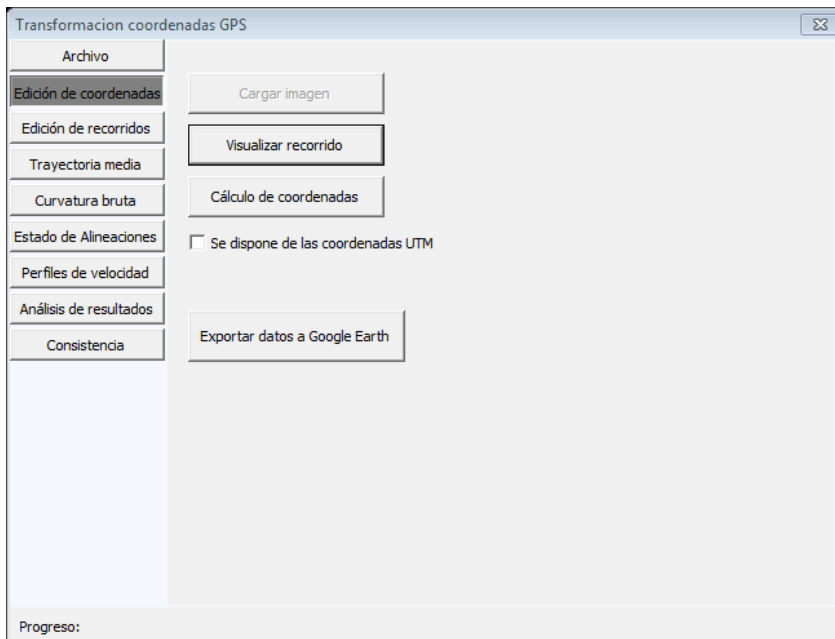 Transformacion coordenadas GPS
Archivo
Edición de coordenadas
Edición de recorridos
Trayectoria media
Curvatura bruta
Estado de Alineaciones
Perfiles de velocidad
Análisis de resultados
Consistencia
Cargar imagen
Visualizar recorrido
Cálculo de coordenadas
Se dispone de las coordenadas UTM
Exportar datos a Google Earth
Progreso: